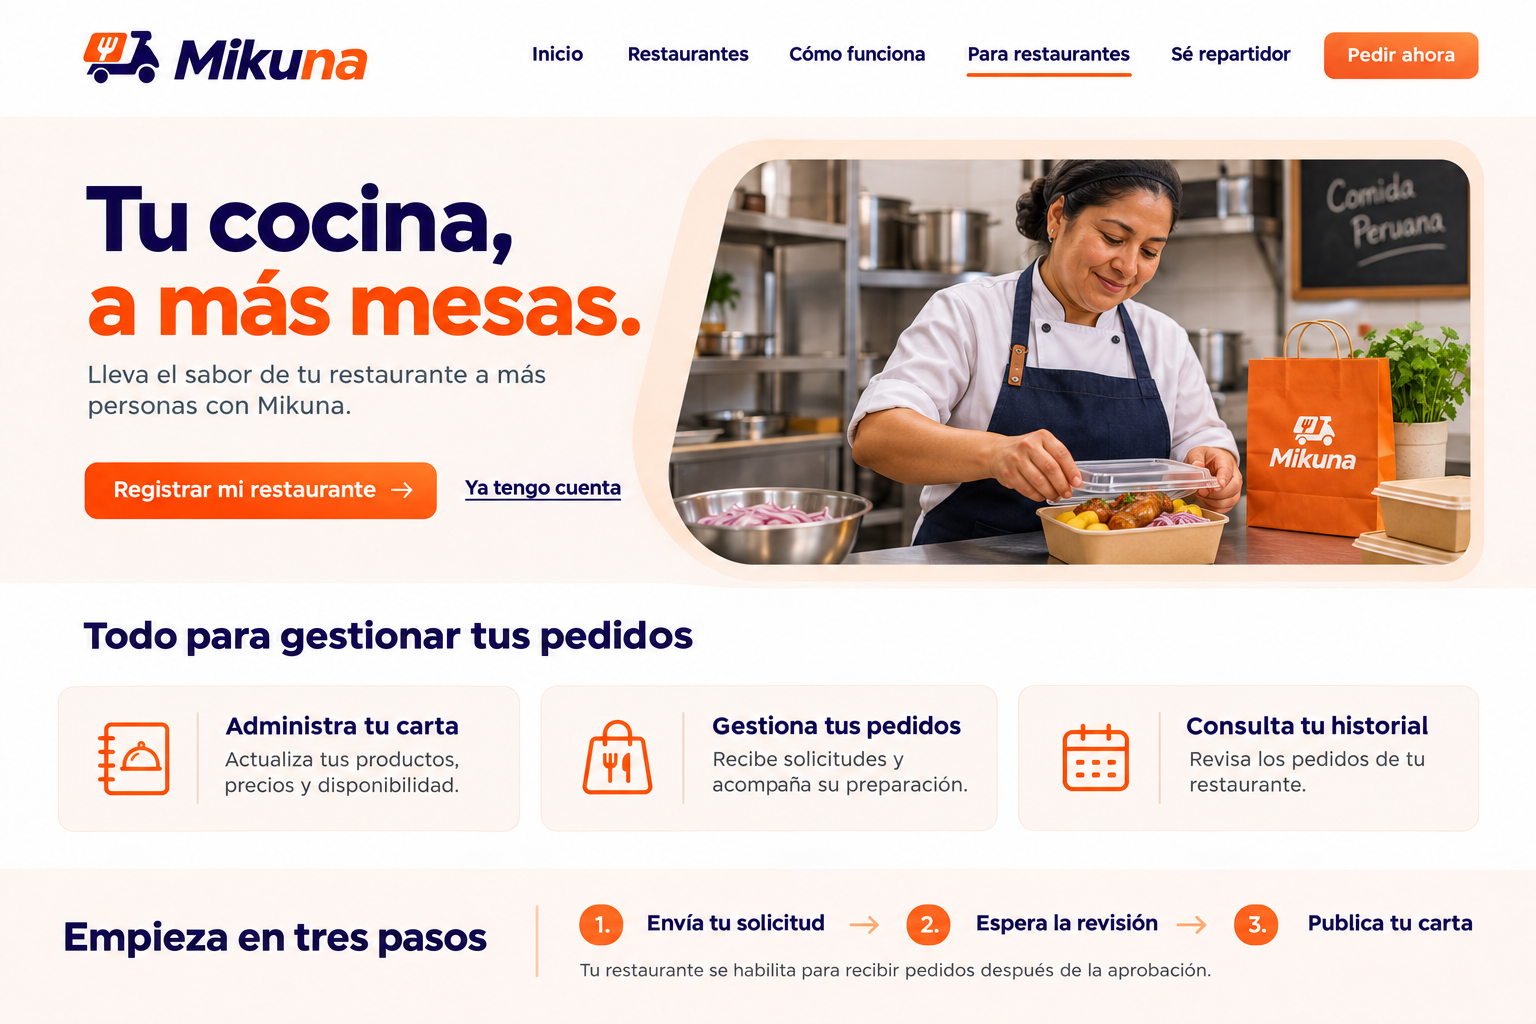 Mikuna
Inicio
Restaurantes
Cómo funciona
Para restaurantes
Sé repartidor
Pedir ahora
Tu cocina,
a más mesas.
Lleva el sabor de tu restaurante a más
personas con Mikuna.
Registrar mi restaurante →
Ya tengo cuenta
Comida
Peruana
Mikuna
Todo para gestionar tus pedidos
Administra tu carta
Actualiza tus productos,
precios y disponibilidad.
Gestiona tus pedidos
Recibe solicitudes y
acompaña su preparación.
Consulta tu historial
Revisa los pedidos de tu
restaurante.
Empieza en tres pasos
1. Envía tu solicitud →
2. Espera la revisión →
3. Publica tu carta
Tu restaurante se habilita para recibir pedidos después de la aprobación.